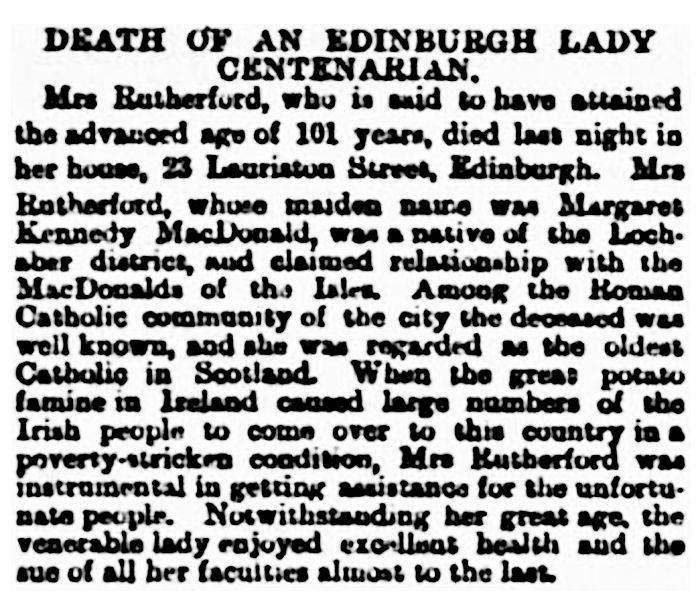 DEATH OF AN EDINBURGH LADY
CENTENARIAN.
Mrs Rutherford, who is said to have attained
the advanced age of 101 years, died last night in
her house, 23 Lauriston Street, Edinburgh. Mrs
Rutherford, whose maiden name was Margaret
Kennedy MacDonald, was a native of the Loch-
aber district, and claimed relationship with the
MacDonalds of the Isles. Among the Roman
Catholic community of the city the deceased was
well known, and she was regarded as the oldest
Catholic in Scotland. When the great potato
famine in Ireland caused large numbers of the
Irish people to come over to this country in a
poverty-stricken condition, Mrs Rutherford was
instrumental in getting assistance for the unfortu-
nate people. Notwithstanding her great age, the
venerable lady enjoyed excellent health and the
sue of all her faculties almost to the last.